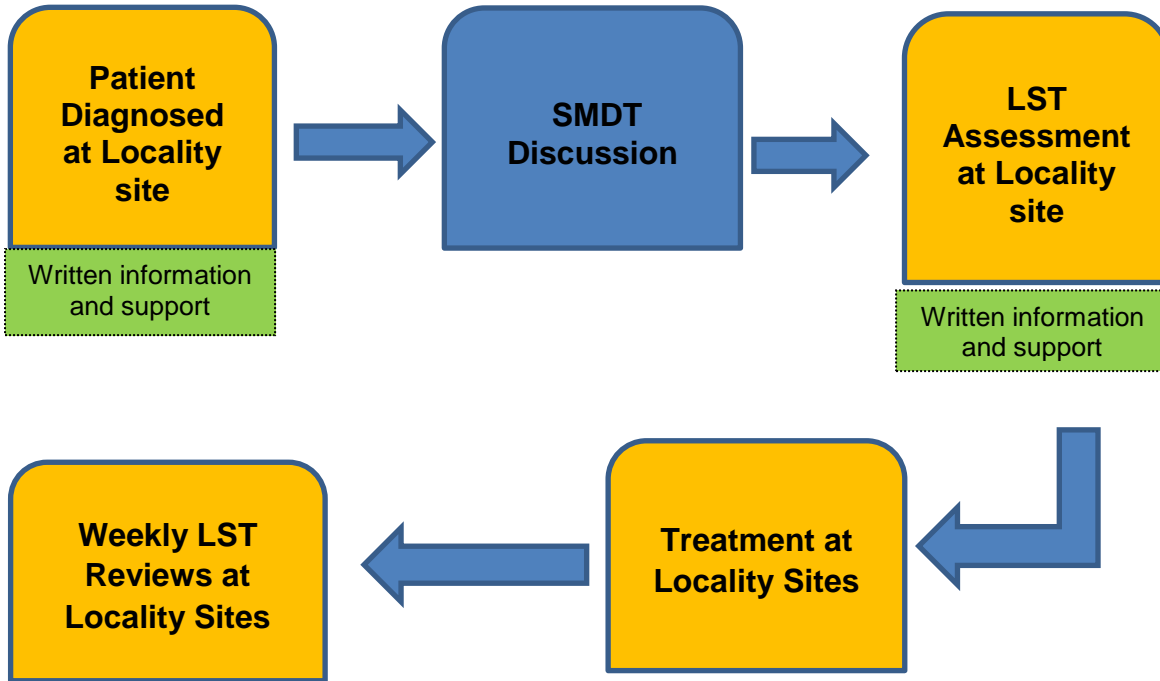 Patient
Diagnosed
at Locality
site
Written information
and support
SMDT
Discussion
LST
Assessment
at Locality
site
Written information
and support
Treatment at
Locality Sites
Weekly LST
Reviews at
Locality Sites